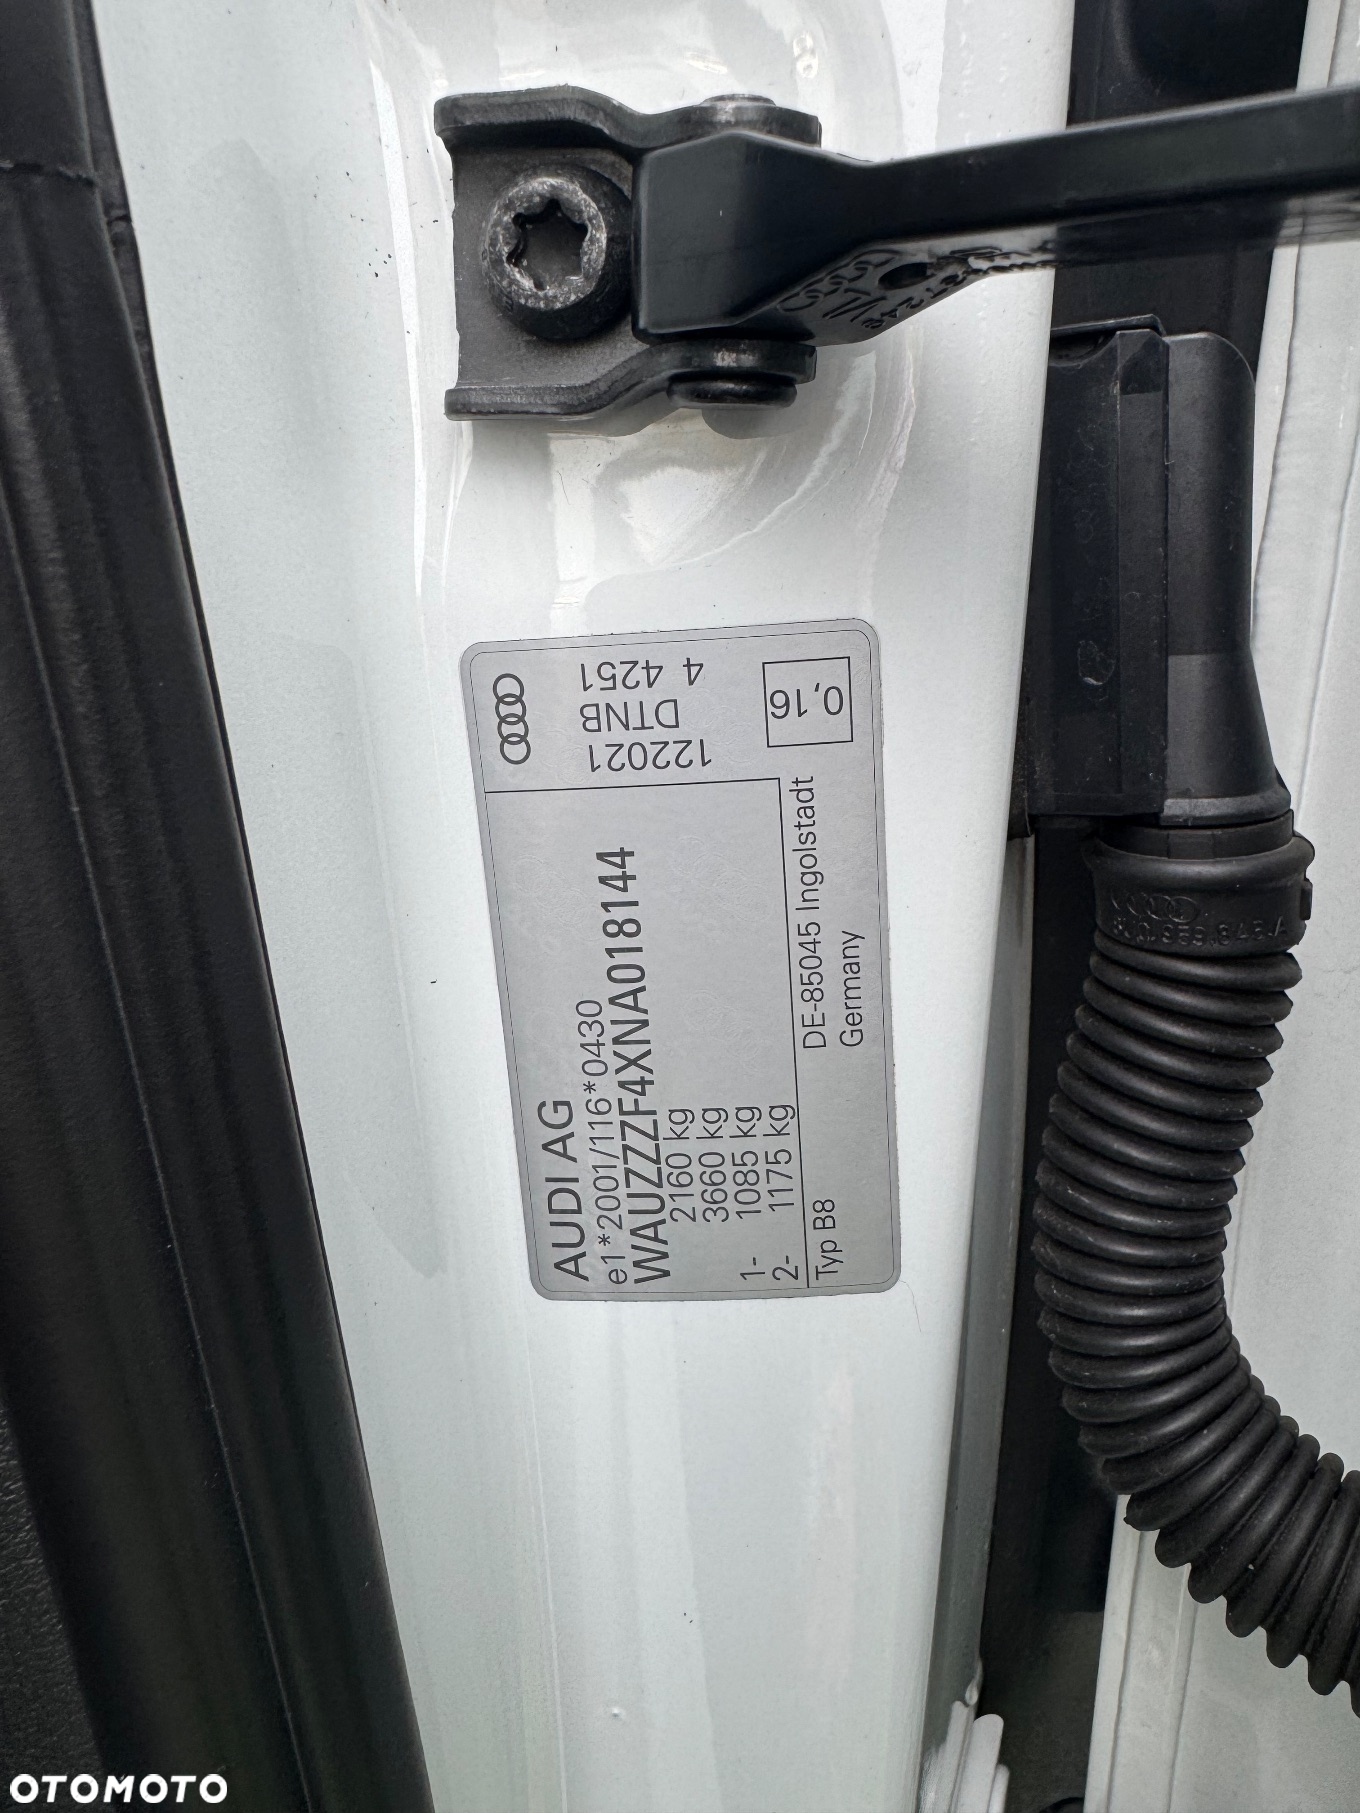 AUDI AG
e1*2001/116*0430
WAUZZZF4XNA018144
2160 kg
3660 kg
1- 1085 kg
2- 1175 kg
Typ B8
DE-85045 Ingolstadt
Germany
122021
DTNB
4 4251
0,16
OTOMOTO